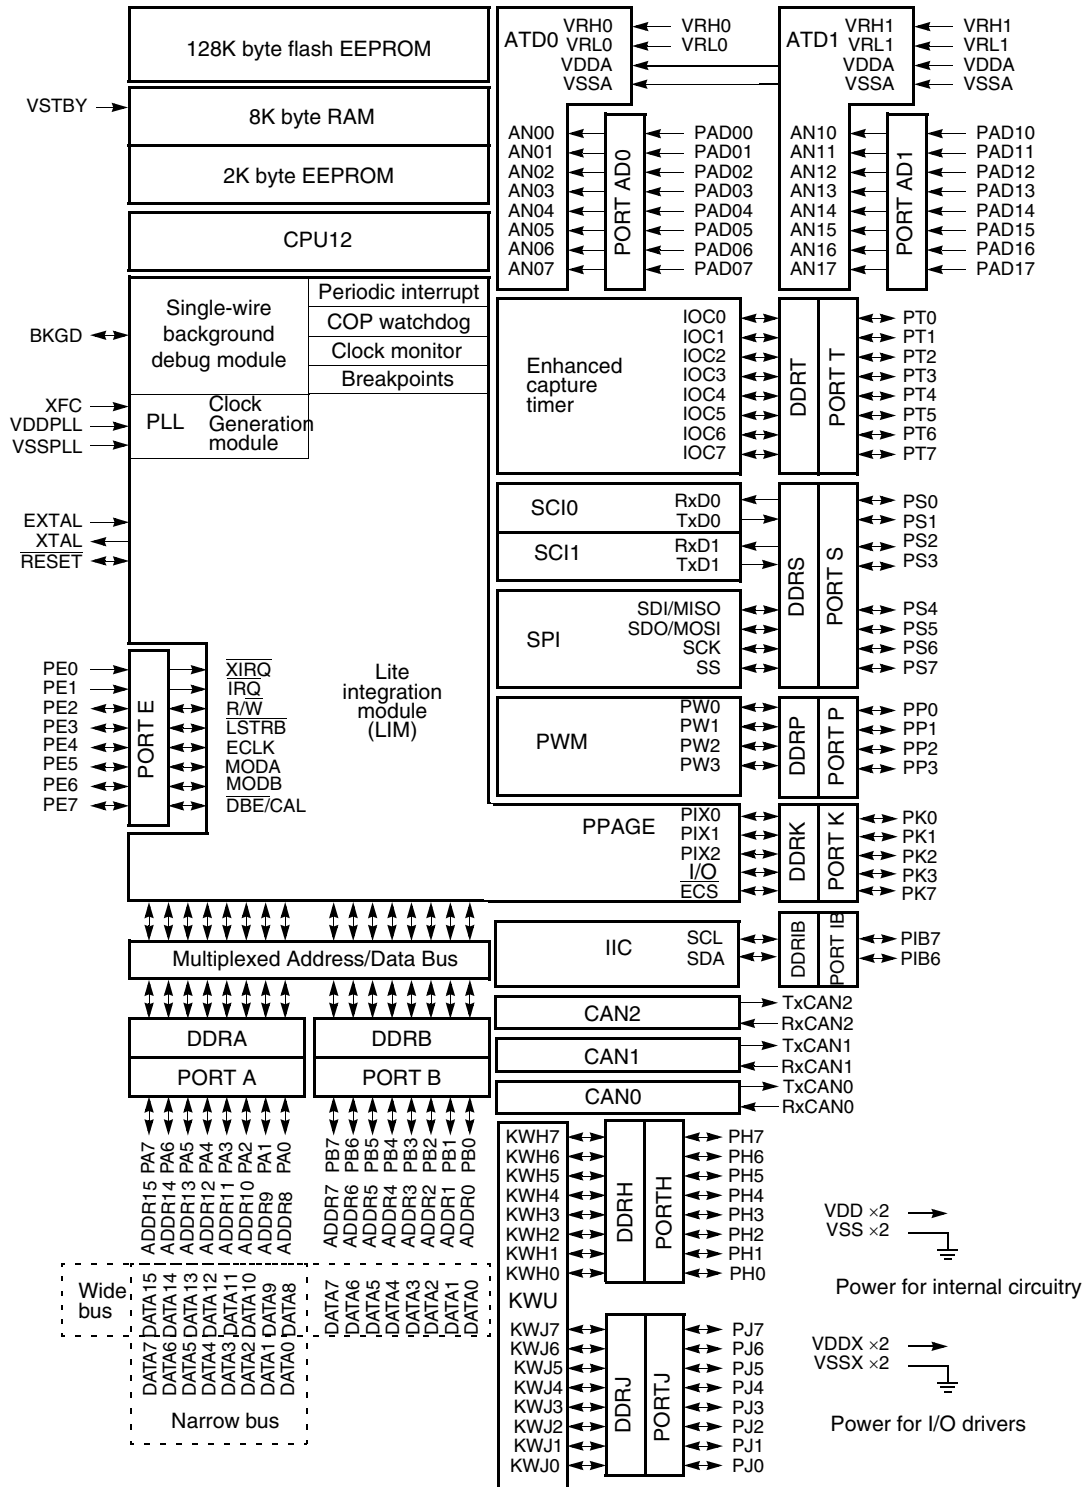 128K byte flash EEPROM
VSTBY
8K byte RAM
2K byte EEPROM
CPU12
Single-wire
background
debug module
Periodic interrupt
COP watchdog
Clock monitor
Breakpoints
BKGD
XFC
VDDPLL
VSSPLL
PLL
Clock
Generation
module
EXTAL
XTAL
RESET
PE0
PE1
PE2
PE3
PE4
PE5
PE6
PE7
PORT E
XIRQ
IRQ
R/W
LSTRB
ECLK
MODA
MODB
DBE/CAL
Lite
integration
module
(LIM)
ATD0
VRH0
VRL0
VDDA
VSSA
VRH0
VRL0
AN00
AN01
AN02
AN03
AN04
AN05
AN06
AN07
PORT AD0
PAD00
PAD01
PAD02
PAD03
PAD04
PAD05
PAD06
PAD07
ATD1
VRH1
VRL1
VDDA
VSSA
VRH1
VRL1
VDDA
VSSA
AN10
AN11
AN12
AN13
AN14
AN15
AN16
AN17
PORT AD1
PAD10
PAD11
PAD12
PAD13
PAD14
PAD15
PAD16
PAD17
Enhanced
capture
timer
IOC0
IOC1
IOC2
IOC3
IOC4
IOC5
IOC6
IOC7
DDRT
PORT T
PT0
PT1
PT2
PT3
PT4
PT5
PT6
PT7
SCI0
RxD0
TxD0
SCI1
RxD1
TxD1
SPI
SDI/MISO
SDO/MOSI
SCK
SS
DDRS
PORT S
PS0
PS1
PS2
PS3
PS4
PS5
PS6
PS7
PWM
PW0
PW1
PW2
PW3
DDRP
PORT P
PP0
PP1
PP2
PP3
PPAGE
PIX0
PIX1
PIX2
I/O
ECS
DDRK
PORT K
PK0
PK1
PK2
PK3
PK7
IIC
SCL
SDA
DDRIB
PORT IB
PIB7
PIB6
CAN2
TxCAN2
RxCAN2
CAN1
TxCAN1
RxCAN1
CAN0
TxCAN0
RxCAN0
Multiplexed Address/Data Bus
DDRA
DDRB
PORT A
PORT B
PA7
PA6
PA5
PA4
PA3
PA2
PA1
PA0
PB7
PB6
PB5
PB4
PB3
PB2
PB1
PB0
ADDR15
ADDR14
ADDR13
ADDR12
ADDR11
ADDR10
ADDR9
ADDR8
ADDR7
ADDR6
ADDR5
ADDR4
ADDR3
ADDR2
ADDR1
ADDR0
Wide
bus
DATA15
DATA14
DATA13
DATA12
DATA11
DATA10
DATA9
DATA8
DATA7
DATA6
DATA5
DATA4
DATA3
DATA2
DATA1
DATA0
DATA7
DATA6
DATA5
DATA4
DATA3
DATA2
DATA1
DATA0
Narrow bus
KWH7
KWH6
KWH5
KWH4
KWH3
KWH2
KWH1
KWH0
KWU
KWJ7
KWJ6
KWJ5
KWJ4
KWJ3
KWJ2
KWJ1
KWJ0
DDRH
PORTH
PH7
PH6
PH5
PH4
PH3
PH2
PH1
PH0
DDRJ
PORTJ
PJ7
PJ6
PJ5
PJ4
PJ3
PJ2
PJ1
PJ0
VDD ×2
VSS ×2
Power for internal circuitry
VDDX ×2
VSSX ×2
Power for I/O drivers